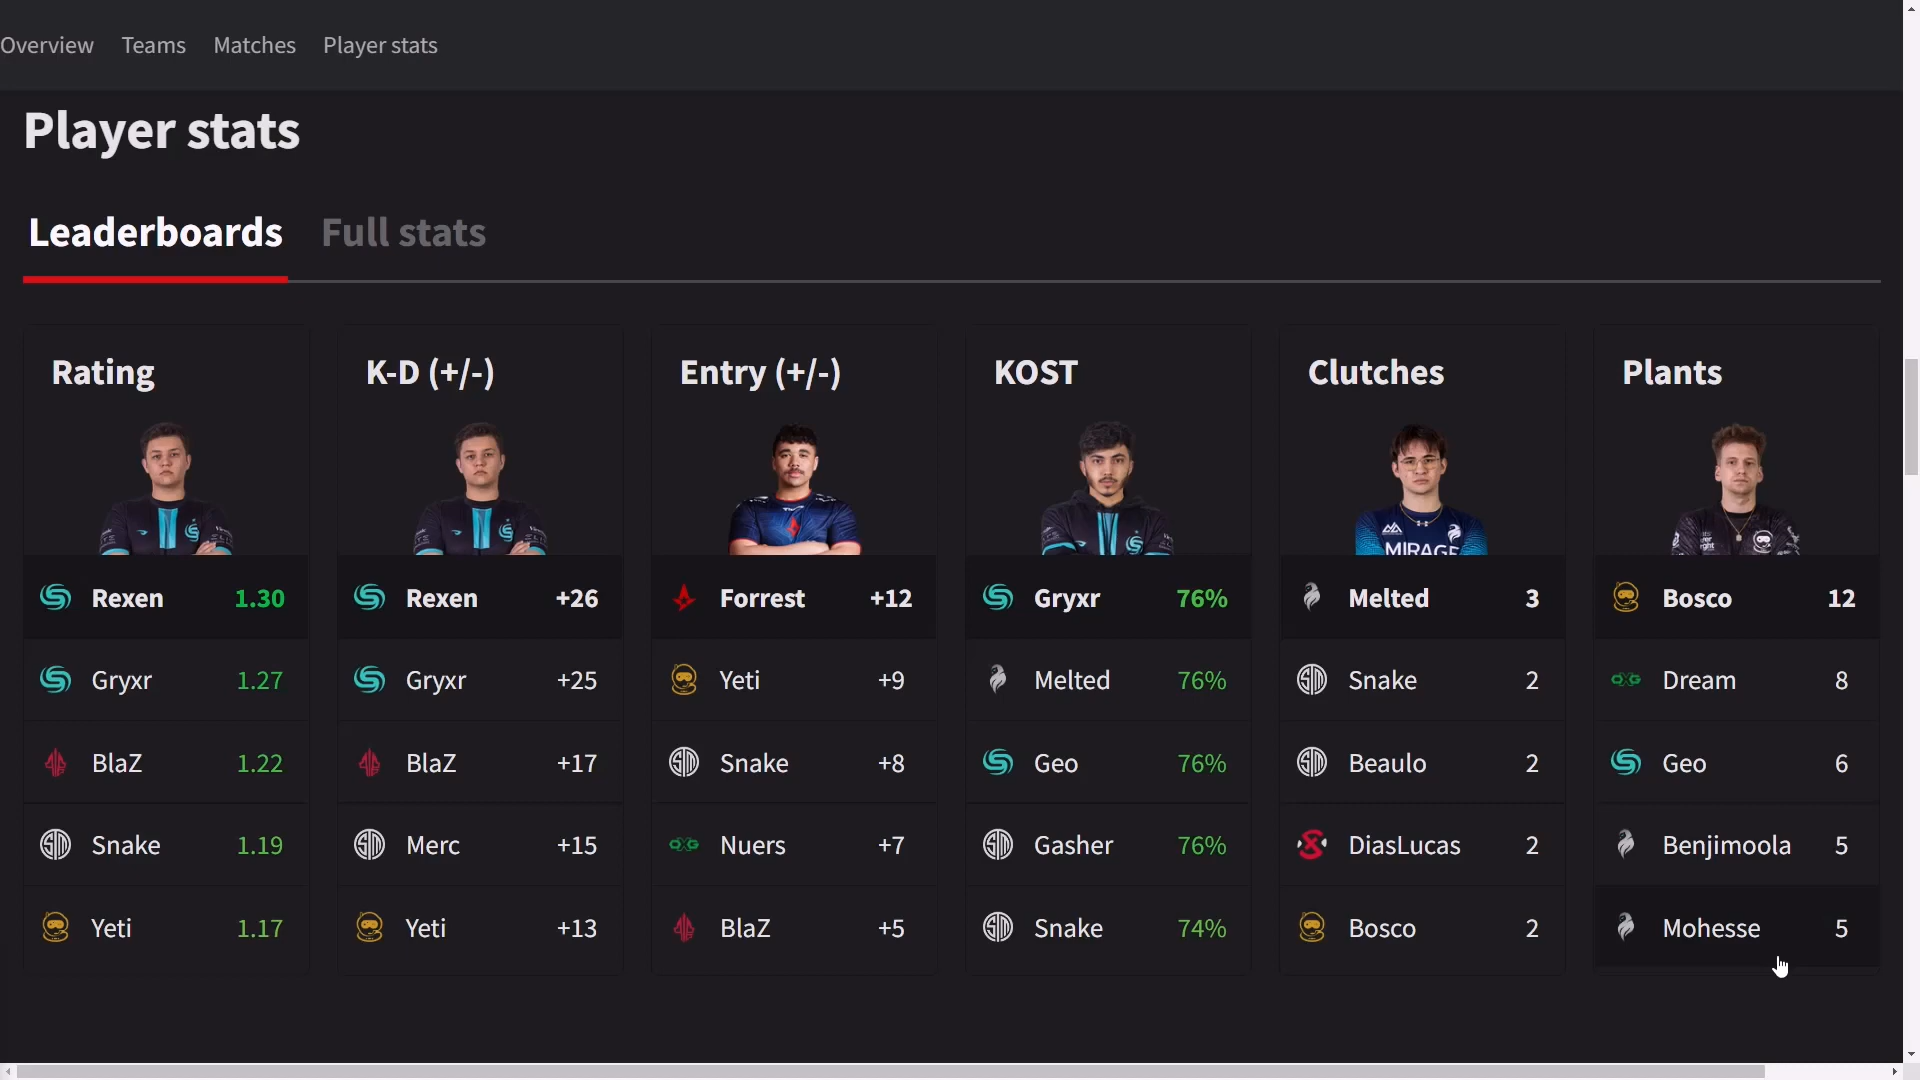 Overview Teams Matches Player stats
Player stats
Leaderboards Full stats
Rating K-D (+/-) Entry (+/-) KOST Clutches Plants
MIRAGE
Rexen 1.30 Rexen +26 Forrest +12 Gryxr 76% Melted 3 Bosco 12
Gryxr 1.27 Gryxr +25 Yeti +9 Melted 76% Snake 2 Dream 8
BlaZ 1.22 BlaZ +17 Snake +8 Geo 76% Beaulo 2 Geo 6
Snake 1.19 Merc +15 Nuers +7 Gasher 76% DiasLucas 2 Benjimoola 5
Yeti 1.17 Yeti +13 BlaZ +5 Snake 74% Bosco 2 Mohesse 5